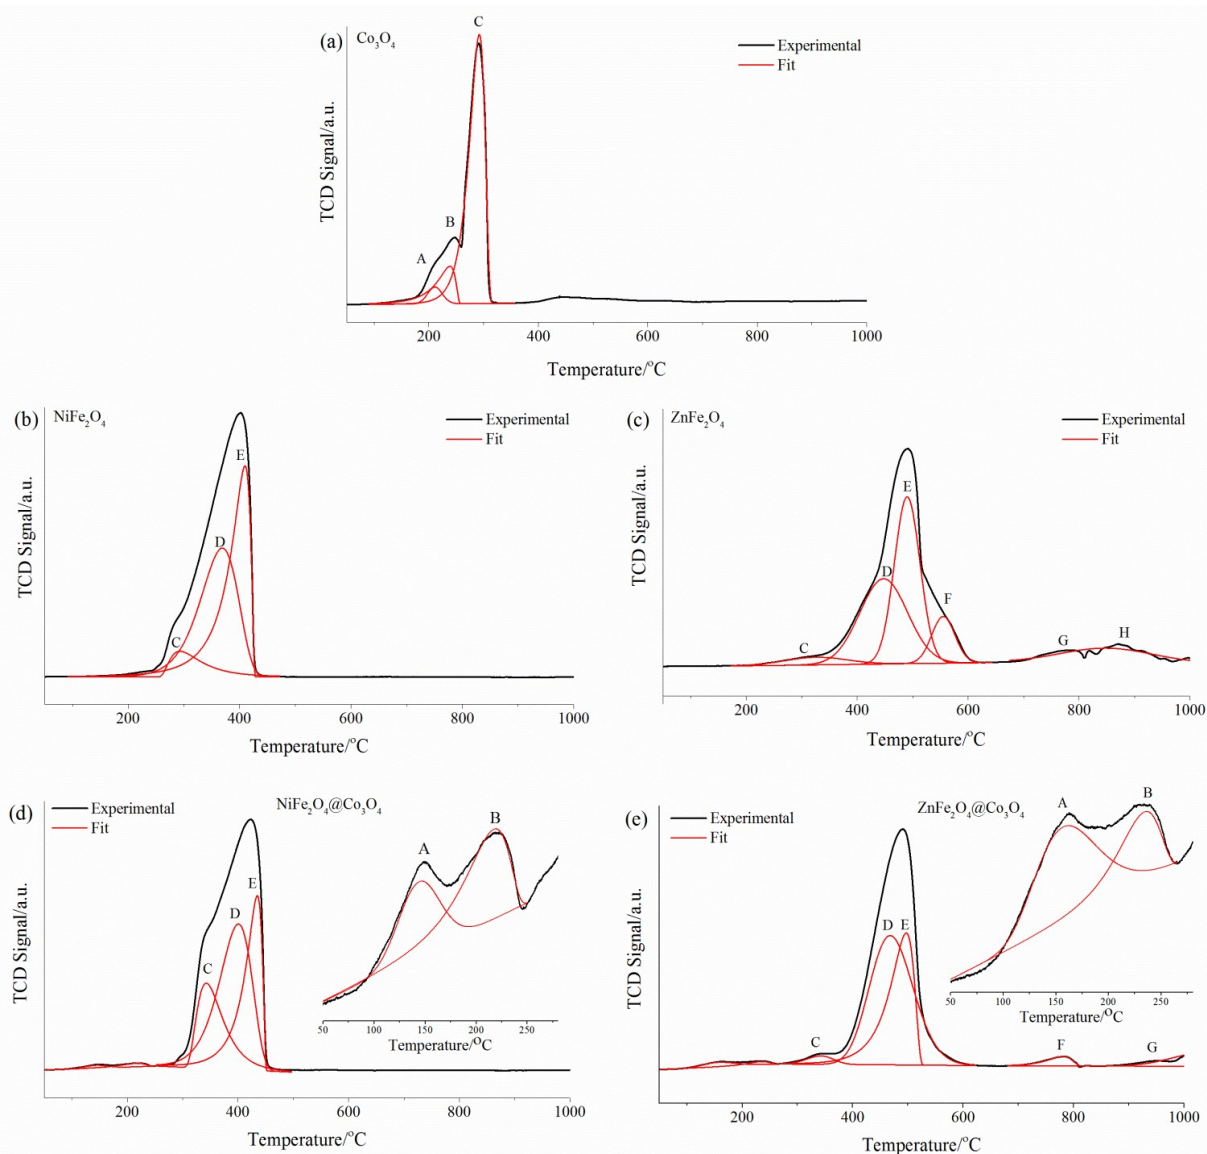 (a) Co₃O₄
C
B
A
Experimental
Fit
TCD Signal/a.u.
200 400 600 800 1000
Temperature/°C
(b) NiFe₂O₄
Experimental
Fit
E
D
C
TCD Signal/a.u.
200 400 600 800 1000
Temperature/°C
(c) ZnFe₂O₄
Experimental
Fit
E
D
F
C
G
H
TCD Signal/a.u.
200 400 600 800 1000
Temperature/°C
(d) NiFe₂O₄@Co₃O₄
Experimental
Fit
E
D
C
TCD Signal/a.u.
200 400 600 800 1000
Temperature/°C
A
B
50 100 150 200 250
Temperature/°C
(e) ZnFe₂O₄@Co₃O₄
Experimental
Fit
D
E
C
F
G
TCD Signal/a.u.
200 400 600 800 1000
Temperature/°C
A
B
50 100 150 200 250
Temperature/°C